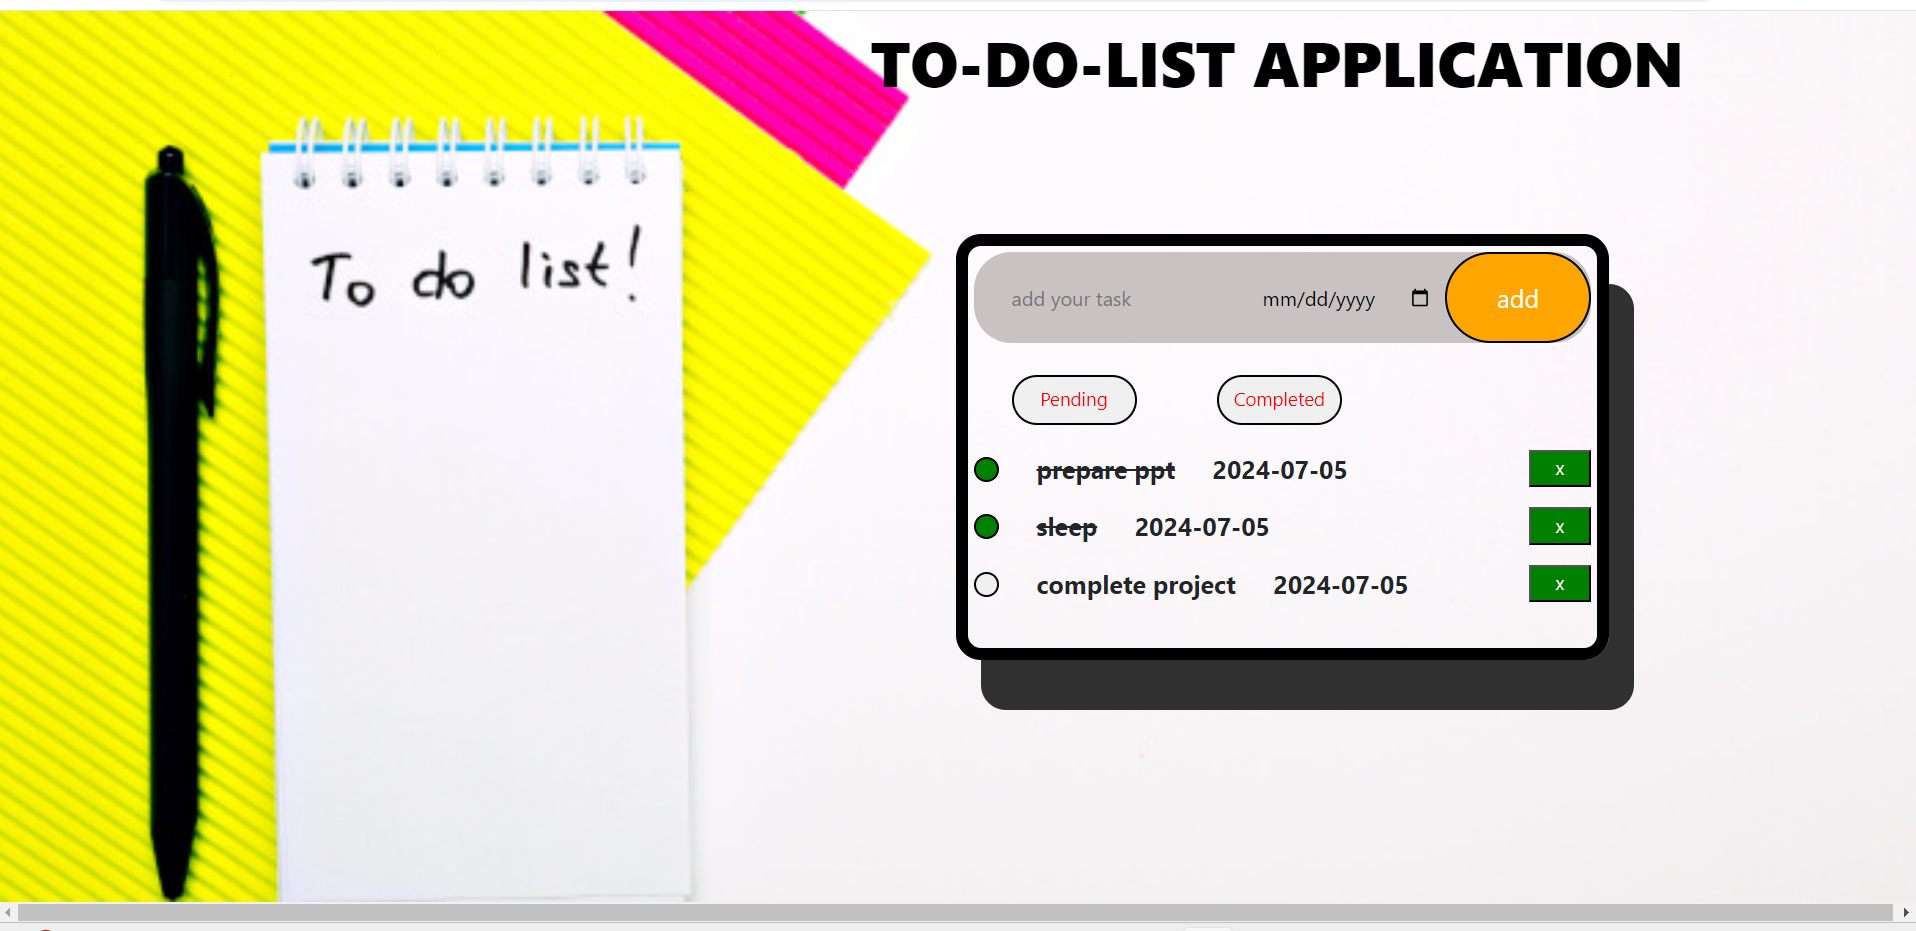 TO-DO-LIST APPLICATION
To do list!
add your task mm/dd/yyyy add
Pending Completed
prepare ppt 2024-07-05 x
sleep 2024-07-05 x
complete project 2024-07-05 x